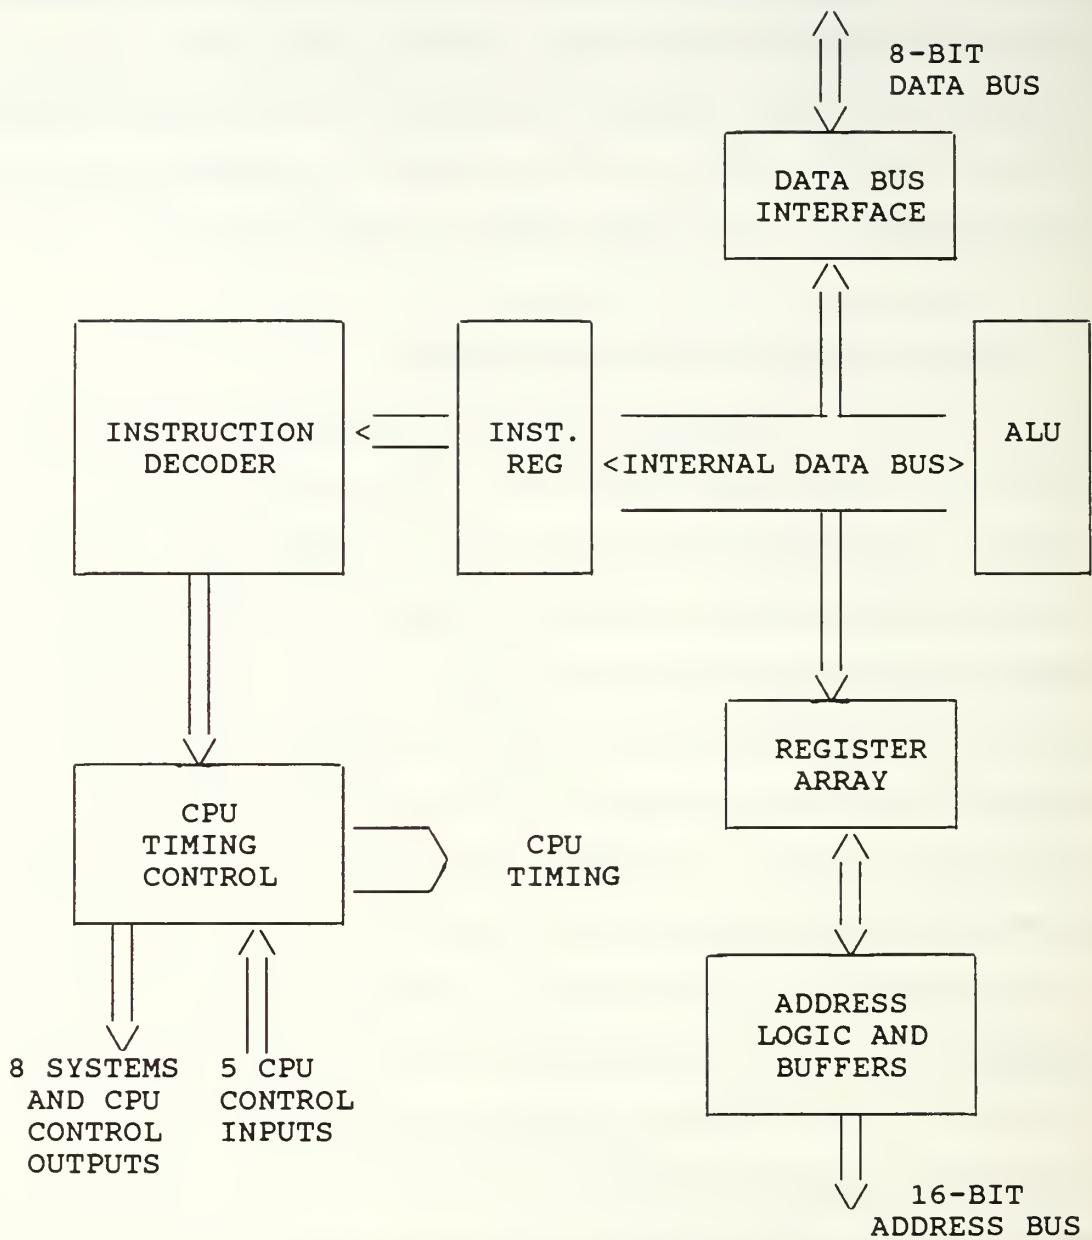 8-BIT
DATA BUS
DATA BUS
INTERFACE
INSTRUCTION
DECODER
<
INST.
REG
<INTERNAL DATA BUS>
ALU
REGISTER
ARRAY
CPU
TIMING
CONTROL
CPU
TIMING
ADDRESS
LOGIC AND
BUFFERS
8 SYSTEMS
AND CPU
CONTROL
OUTPUTS
5 CPU
CONTROL
INPUTS
16-BIT
ADDRESS BUS